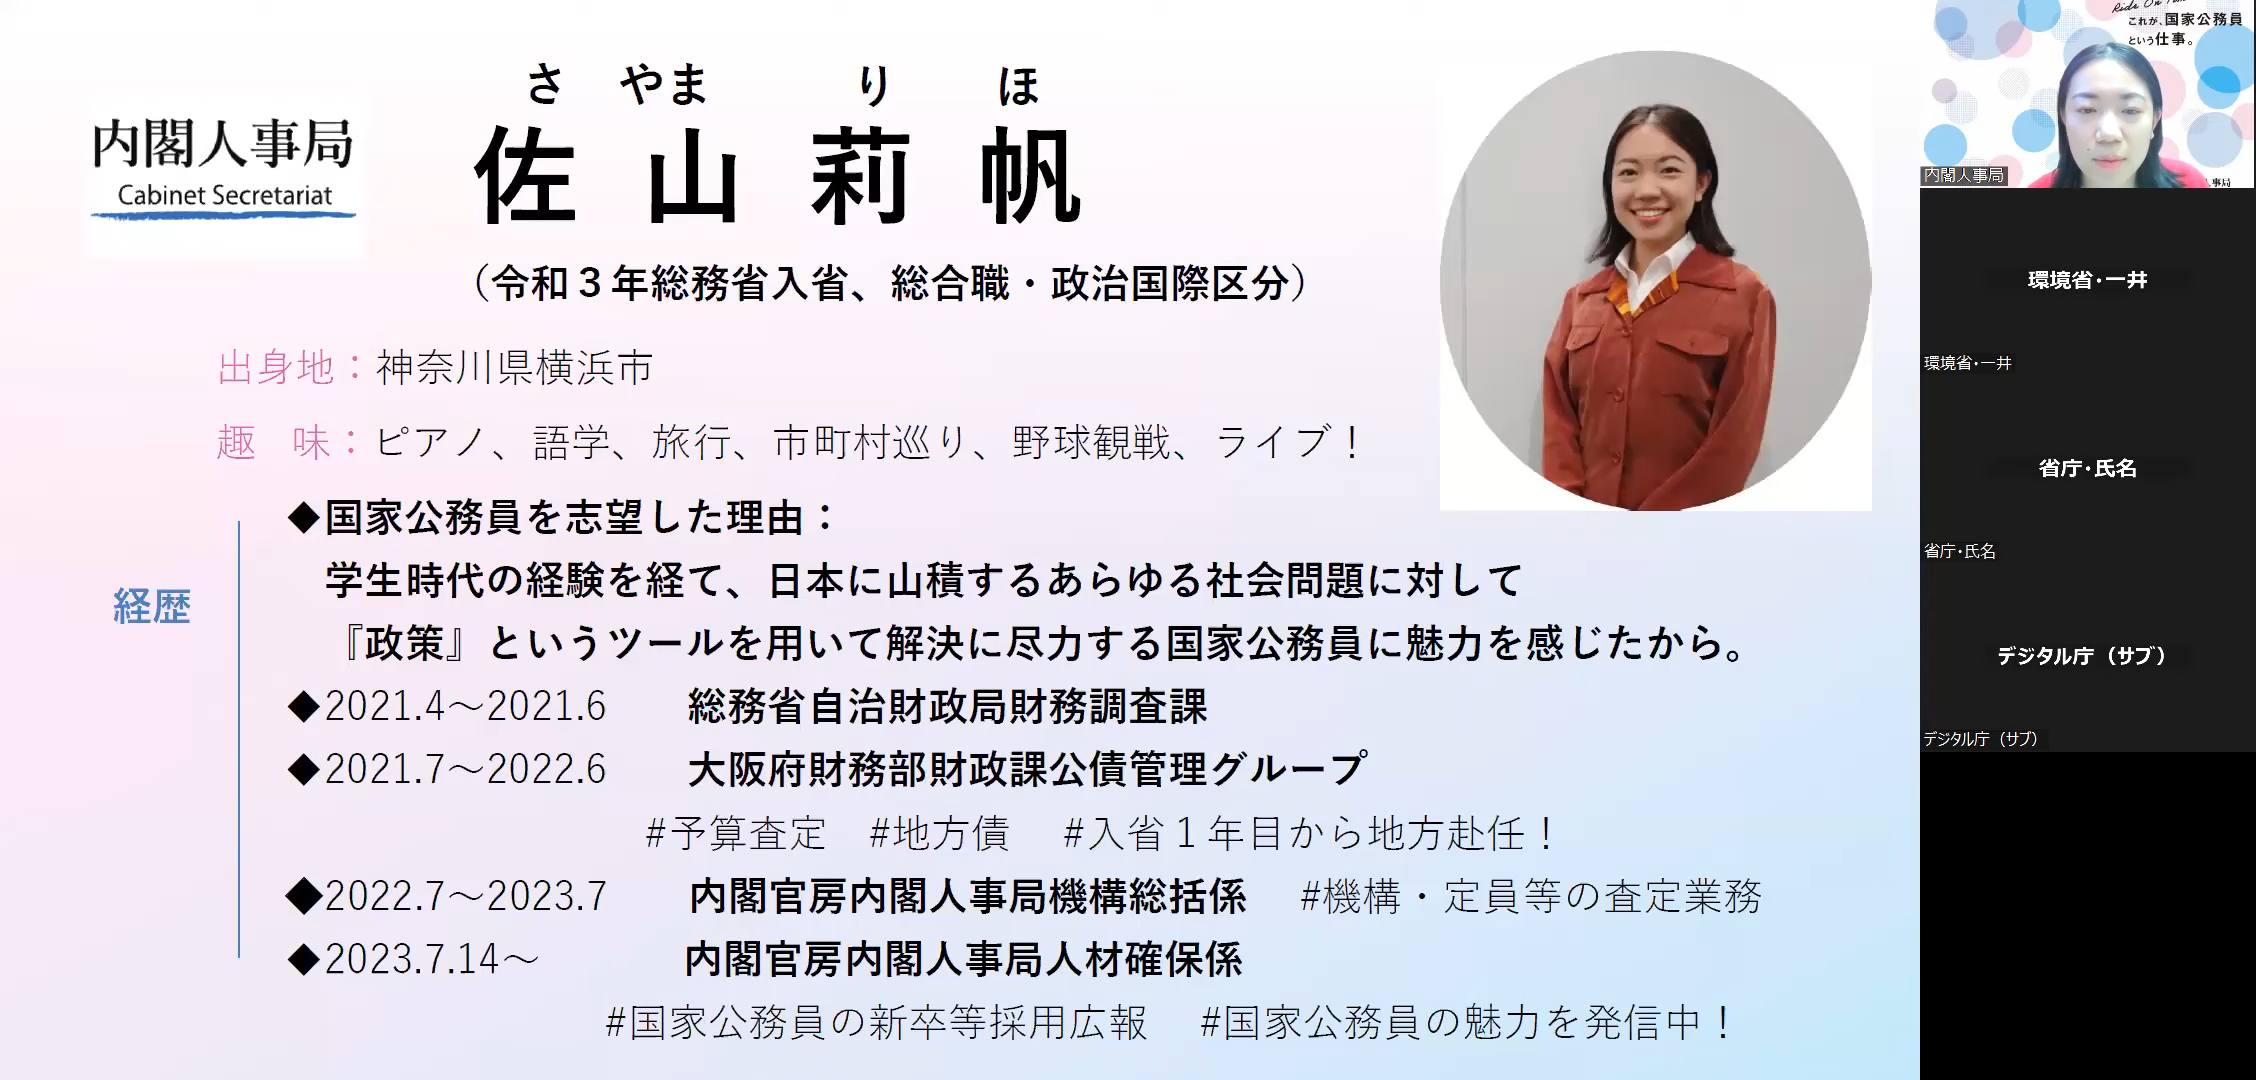 さ やま り ほ
佐 山 莉 帆
内閣人事局
Cabinet Secretariat
（令和３年総務省入省、総合職・政治国際区分）
出身地：神奈川県横浜市
趣 味：ピアノ、語学、旅行、市町村巡り、野球観戦、ライブ！
経歴
◆国家公務員を志望した理由：
学生時代の経験を経て、日本に山積するあらゆる社会問題に対して
『政策』というツールを用いて解決に尽力する国家公務員に魅力を感じたから。
◆2021.4～2021.6 総務省自治財政局財務調査課
◆2021.7～2022.6 大阪府財務部財政課公債管理グループ
#予算査定 #地方債 #入省１年目から地方赴任！
◆2022.7～2023.7 内閣官房内閣人事局機構総括係 #機構・定員等の査定業務
◆2023.7.14～ 内閣官房内閣人事局人材確保係
#国家公務員の新卒等採用広報 #国家公務員の魅力を発信中！
Ride On
これが、国家公務員
という仕事。
人事局
内閣人事局
環境省・一井
環境省・一井
省庁・氏名
省庁・氏名
デジタル庁（サブ）
デジタル庁（サブ）